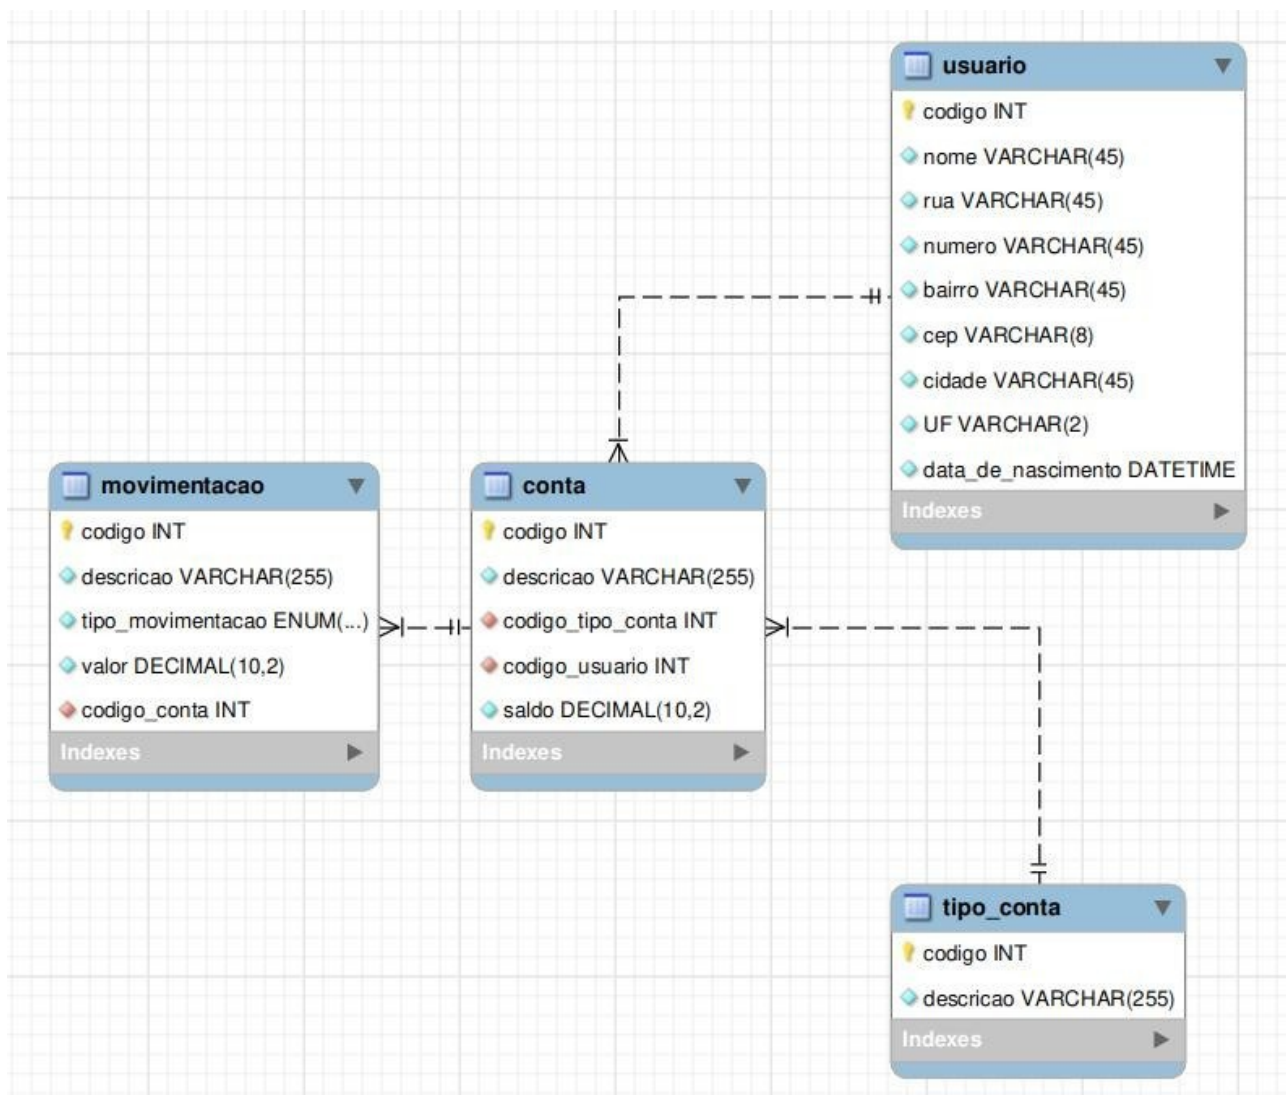 usuario
codigo INT
nome VARCHAR(45)
rua VARCHAR(45)
numero VARCHAR(45)
bairro VARCHAR(45)
cep VARCHAR(8)
cidade VARCHAR(45)
UF VARCHAR(2)
data_de_nascimento DATETIME
Indexes
movimentacao
codigo INT
descricao VARCHAR(255)
tipo_movimentacao ENUM(...)
valor DECIMAL(10,2)
codigo_conta INT
Indexes
conta
codigo INT
descricao VARCHAR(255)
codigo_tipo_conta INT
codigo_usuario INT
saldo DECIMAL(10,2)
Indexes
tipo_conta
codigo INT
descricao VARCHAR(255)
Indexes